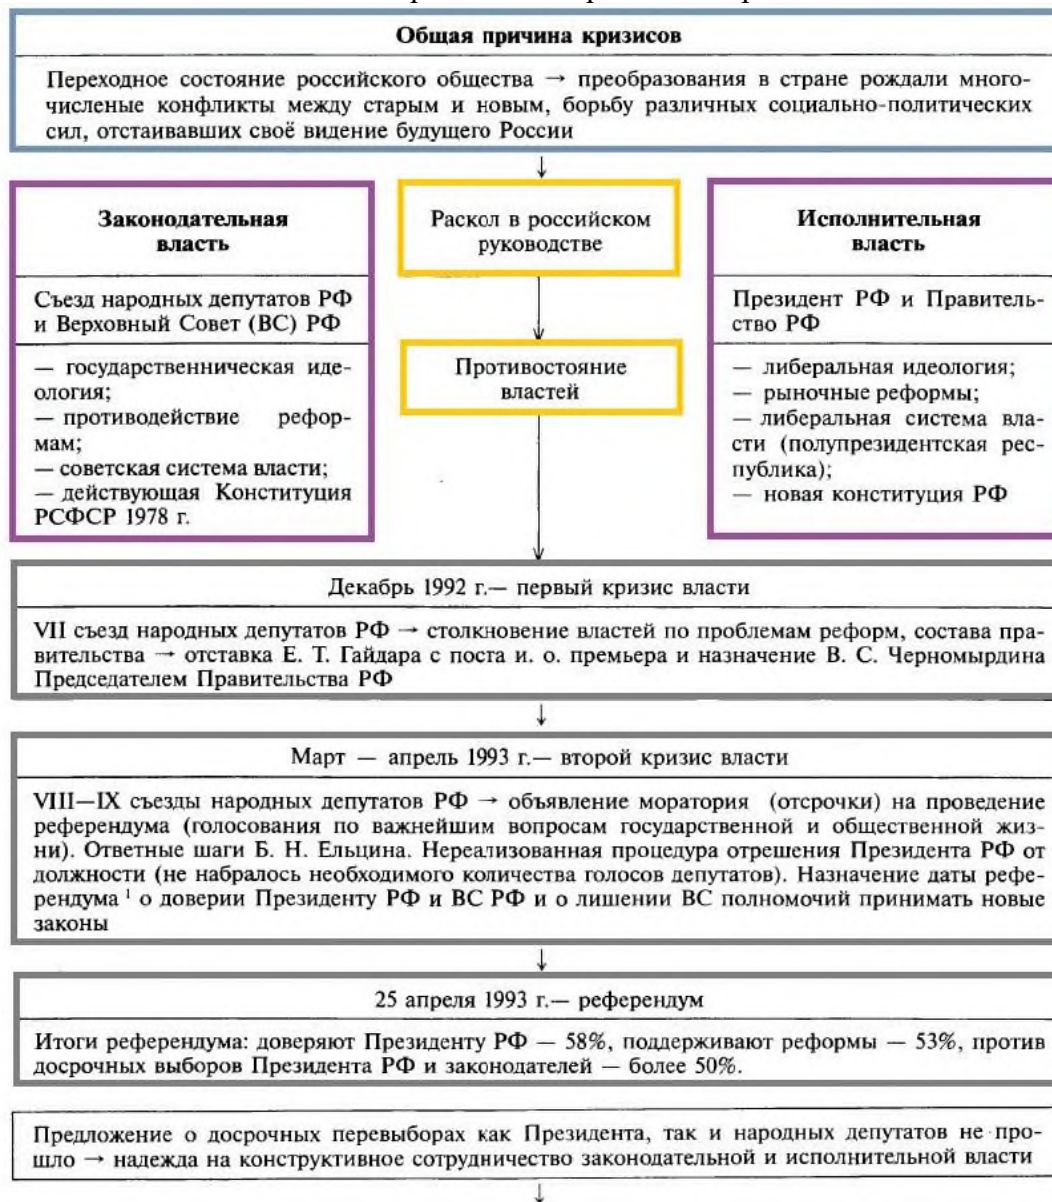 Общая причина кризисов
Переходное состояние российского общества → преобразования в стране рождали много-
численые конфликты между старым и новым, борьбу различных социально-политических
сил, отстаивавших своё видение будущего России
↓
Законодательная
власть
Съезд народных депутатов РФ
и Верховный Совет (ВС) РФ
— государственническая иде-
ология;
— противодействие рефор-
мам;
— советская система власти;
— действующая Конституция
РСФСР 1978 г.
Раскол в российском
руководстве
Противостояние
властей
Исполнительная
власть
Президент РФ и Правитель-
ство РФ
— либеральная идеология;
— рыночные реформы;
— либеральная система вла-
сти (полупрезидентская рес-
публика);
— новая конституция РФ
Декабрь 1992 г.— первый кризис власти
VII съезд народных депутатов РФ → столкновение властей по проблемам реформ, состава пра-
вительства → отставка Е. Т. Гайдара с поста и. о. премьера и назначение В. С. Черномырдина
Председателем Правительства РФ
↓
Март — апрель 1993 г.— второй кризис власти
VIII—IX съезды народных депутатов РФ → объявление моратория (отсрочки) на проведение
референдума (голосования по важнейшим вопросам государственной и общественной жиз-
ни). Ответные шаги Б. Н. Ельцина. Нереализованная процедура отрешения Президента РФ от
должности (не набралось необходимого количества голосов депутатов). Назначение даты рефе-
рендума ¹ о доверии Президенту РФ и ВС РФ и о лишении ВС полномочий принимать новые
законы
↓
25 апреля 1993 г.— референдум
Итоги референдума: доверяют Президенту РФ — 58%, поддерживают реформы — 53%, против
досрочных выборов Президента РФ и законодателей — более 50%.
Предложение о досрочных перевыборах как Президента, так и народных депутатов не про-
шло → надежда на конструктивное сотрудничество законодательной и исполнительной власти
↓